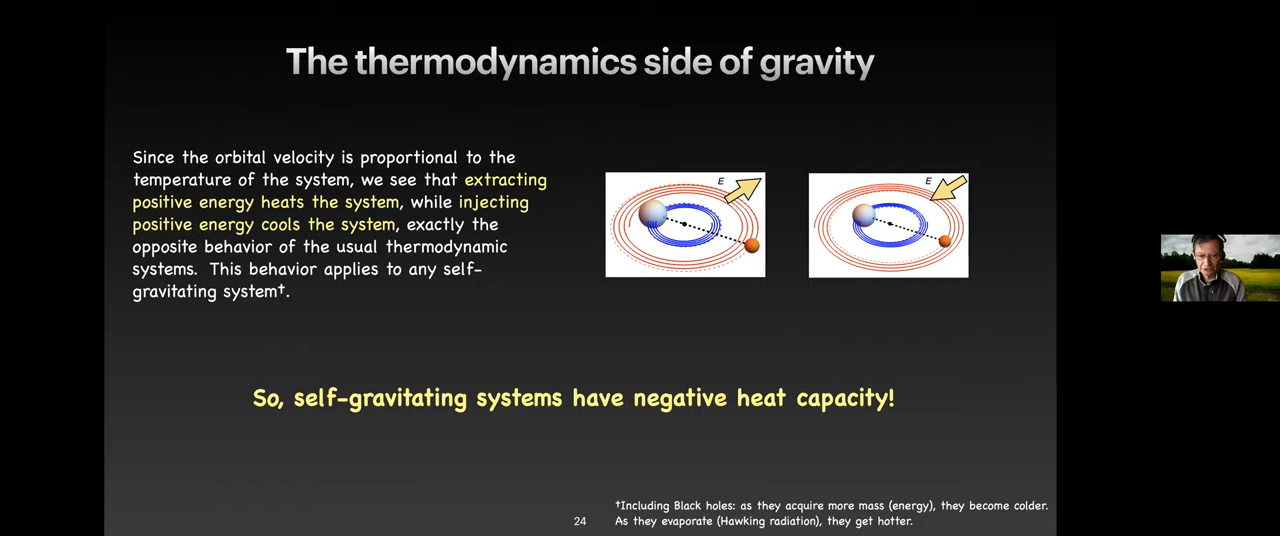 The thermodynamics side of gravity
Since the orbital velocity is proportional to the
temperature of the system, we see that extracting
positive energy heats the system, while injecting
positive energy cools the system, exactly the
opposite behavior of the usual thermodynamic
systems. This behavior applies to any self-
gravitating system†.
E
E
So, self-gravitating systems have negative heat capacity!
†Including Black holes: as they acquire more mass (energy), they become colder.
As they evaporate (Hawking radiation), they get hotter.
24